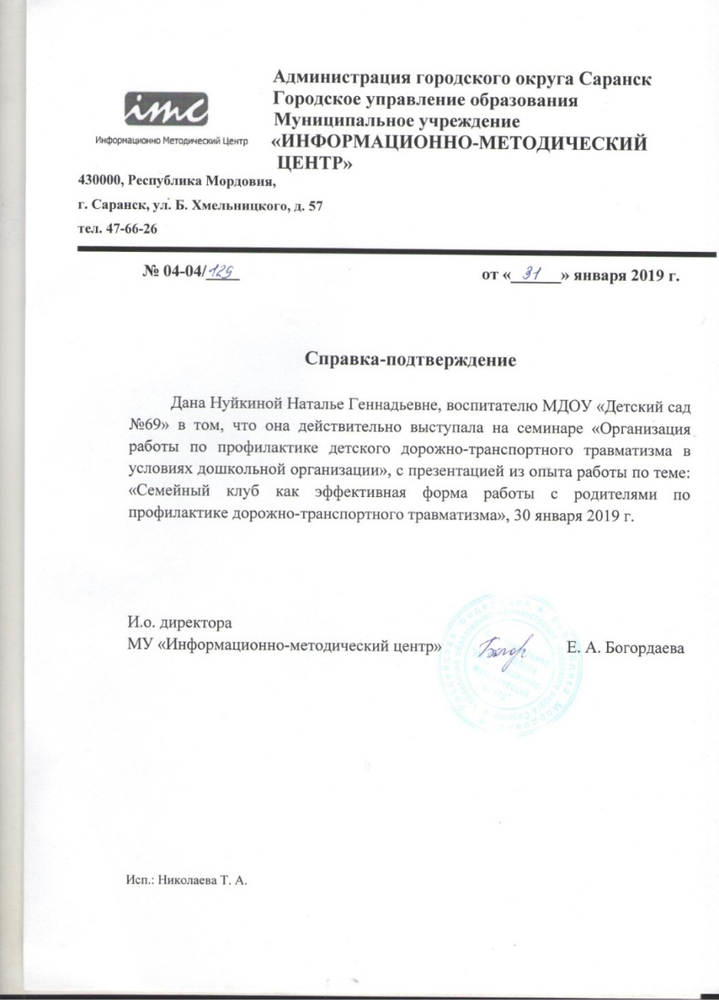 Администрация городского округа Саранск
Городское управление образования
Муниципальное учреждение
«ИНФОРМАЦИОННО-МЕТОДИЧЕСКИЙ
ЦЕНТР»
imc
Информационно Методический Центр
430000, Республика Мордовия,
г. Саранск, ул. Б. Хмельницкого, д. 57
тел. 47-66-26
№ 04-04/129
от «31» января 2019 г.
Справка-подтверждение
Дана Нуйкиной Наталье Геннадьевне, воспитателю МДОУ «Детский сад
№69» в том, что она действительно выступала на семинаре «Организация
работы по профилактике детского дорожно-транспортного травматизма в
условиях дошкольной организации», с презентацией из опыта работы по теме:
«Семейный клуб как эффективная форма работы с родителями по
профилактике дорожно-транспортного травматизма», 30 января 2019 г.
И.о. директора
МУ «Информационно-методический центр»
Е. А. Богордаева
Исп.: Николаева Т. А.